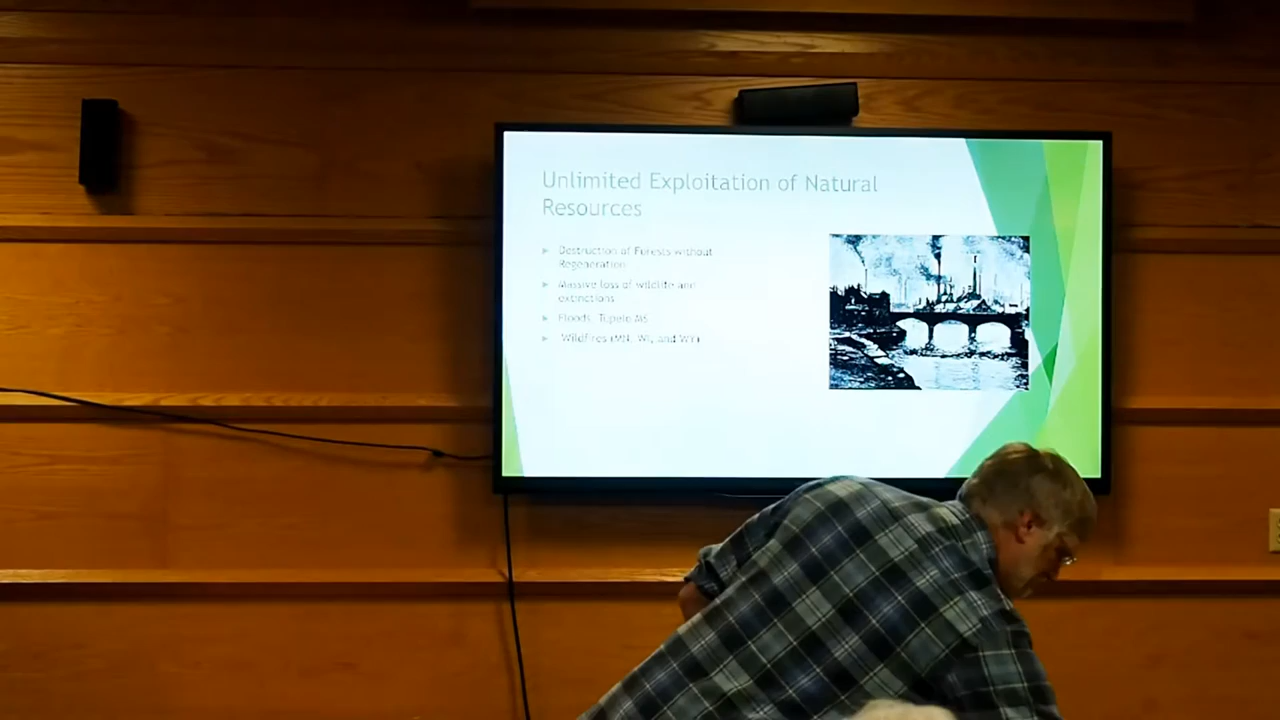 Unlimited Exploitation of Natural
Resources
Destruction of Forests without
Regeneration
Massive loss of wildlife and
extinctions
Floods, Tupelo MS
Wildfires (MN, WI, and WY)